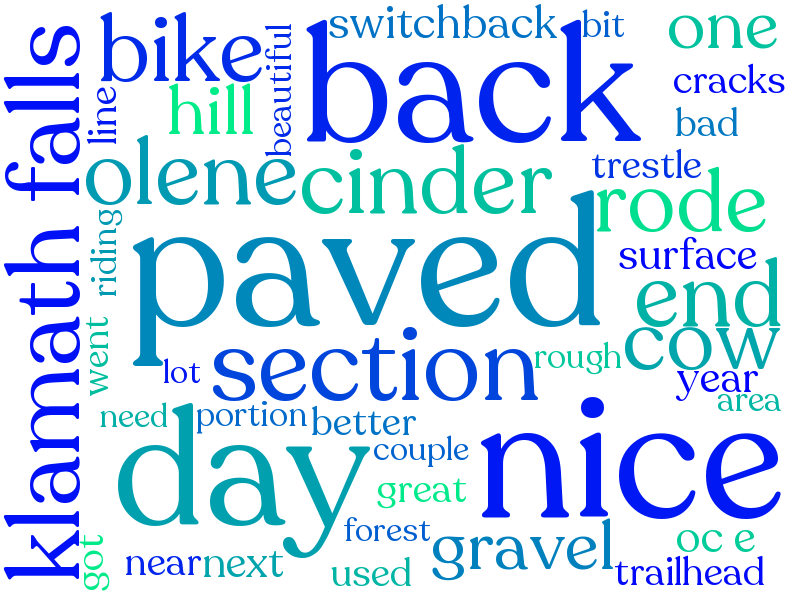 switchback
bit
one
bike
back
beautiful
klamath falls
cracks
line
hill
bad
olene
cinder
trestle
rode
paved
surface
riding
end
cow
went
section
rough
lot
year
area
need
portion
better
day
nice
couple
great
forest
gravel
oc e
got
near
next
used
trailhead